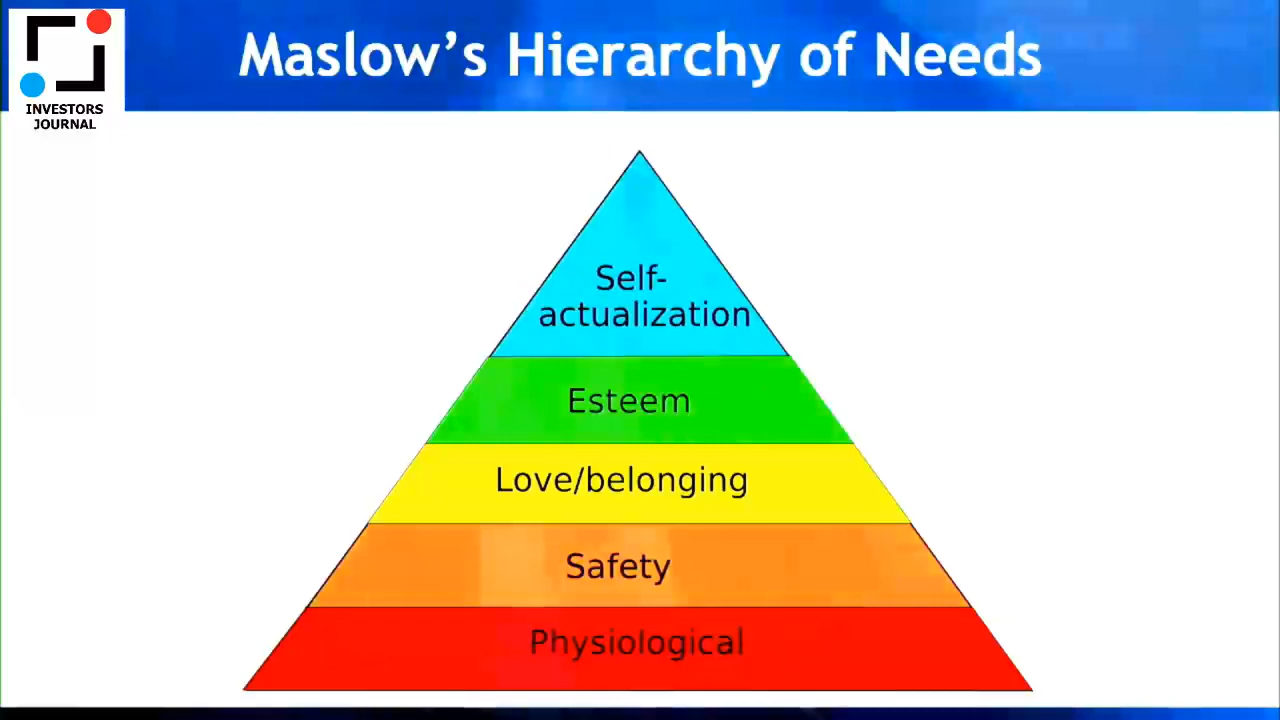 Maslow’s Hierarchy of Needs
INVESTORS
JOURNAL
Self-
actualization
Esteem
Love/belonging
Safety
Physiological